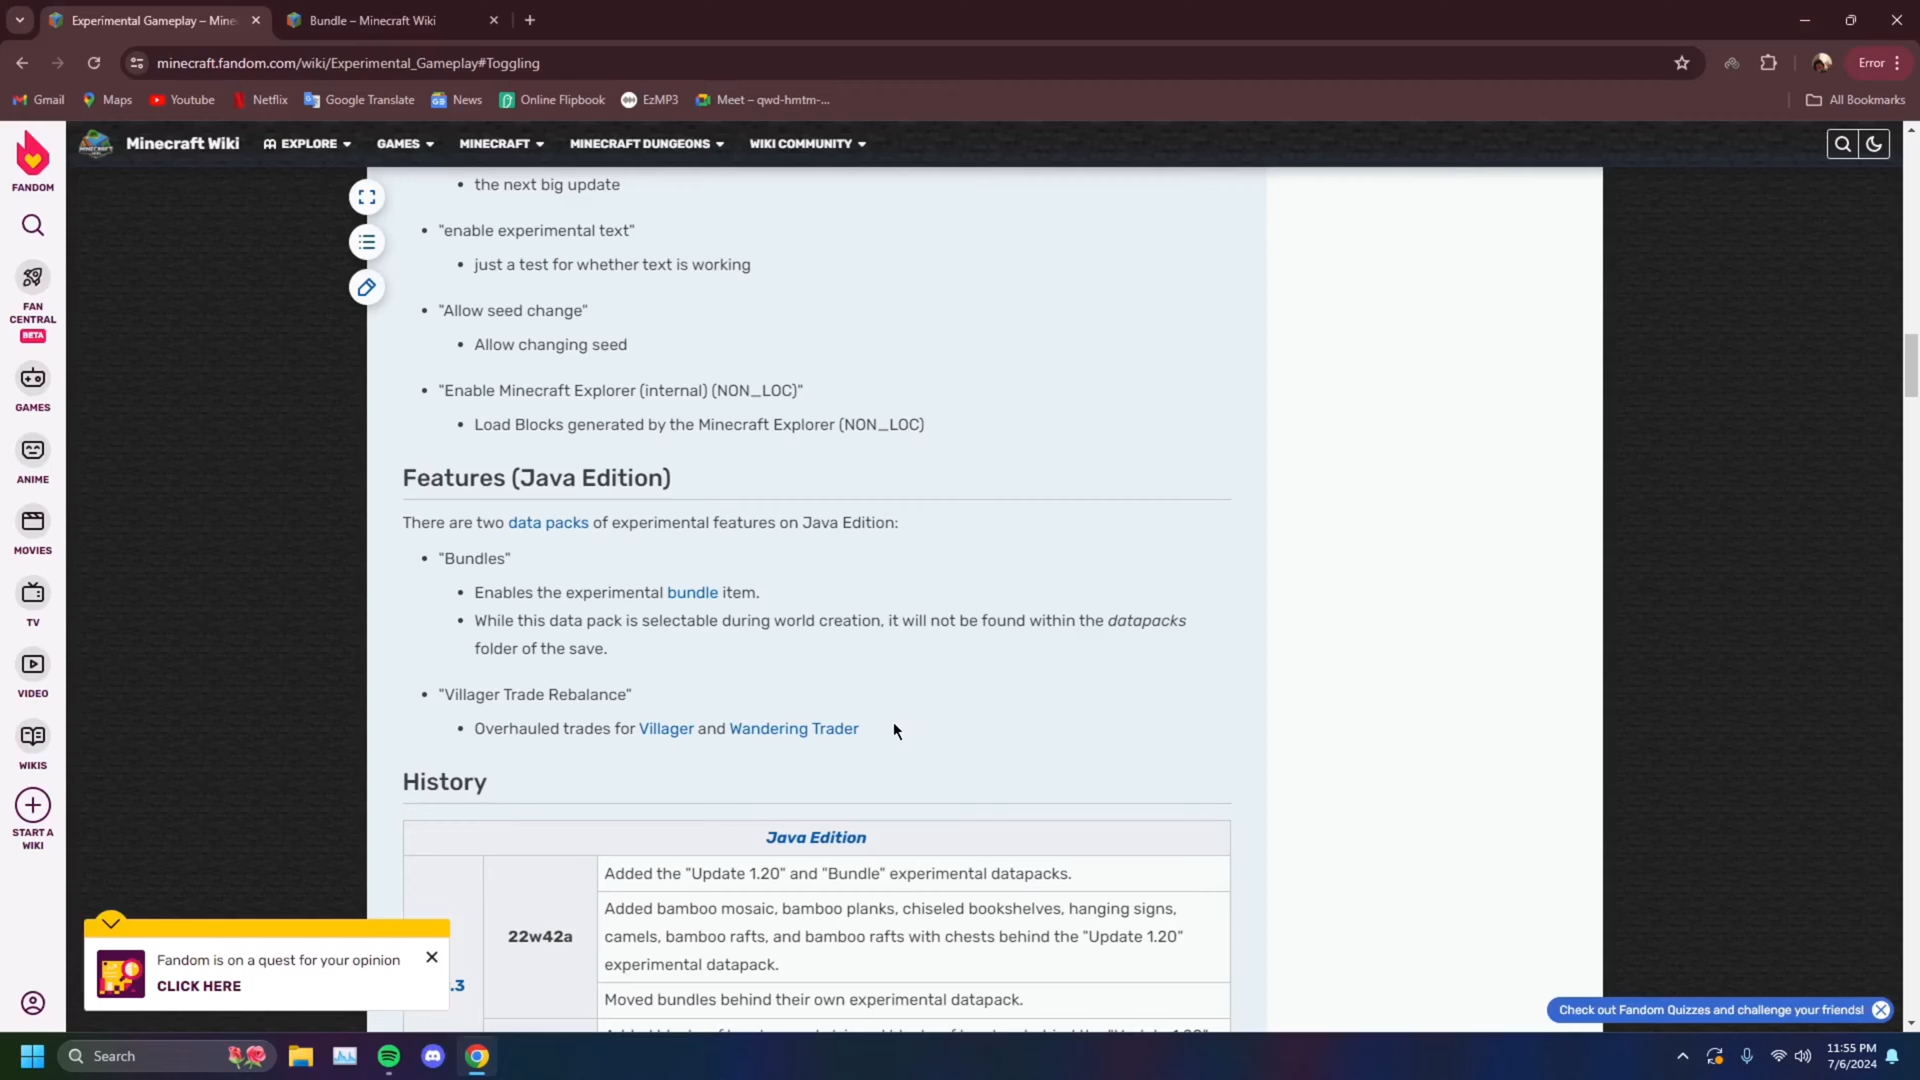 Experimental Gameplay – Mine
Bundle – Minecraft Wiki
minecraft.fandom.com/wiki/Experimental_Gameplay#Toggling
Error
Gmail
Maps
Youtube
Netflix
Google Translate
News
Online Flipbook
EzMP3
Meet – qwd-hmtm-...
All Bookmarks
FANDOM
Minecraft Wiki
EXPLORE
GAMES
MINECRAFT
MINECRAFT DUNGEONS
WIKI COMMUNITY
FAN
CENTRAL
BETA
GAMES
ANIME
MOVIES
TV
VIDEO
WIKIS
START A
WIKI
• the next big update
• "enable experimental text"
• just a test for whether text is working
• "Allow seed change"
• Allow changing seed
• "Enable Minecraft Explorer (internal) (NON_LOC)"
• Load Blocks generated by the Minecraft Explorer (NON_LOC)
Features (Java Edition)
There are two data packs of experimental features on Java Edition:
• "Bundles"
• Enables the experimental bundle item.
• While this data pack is selectable during world creation, it will not be found within the datapacks
folder of the save.
• "Villager Trade Rebalance"
• Overhauled trades for Villager and Wandering Trader
History
Java Edition
.3
22w42a
Added the "Update 1.20" and "Bundle" experimental datapacks.
Added bamboo mosaic, bamboo planks, chiseled bookshelves, hanging signs,
camels, bamboo rafts, and bamboo rafts with chests behind the "Update 1.20"
experimental datapack.
Moved bundles behind their own experimental datapack.
Fandom is on a quest for your opinion
CLICK HERE
Check out Fandom Quizzes and challenge your friends!
Search
11:55 PM
7/6/2024